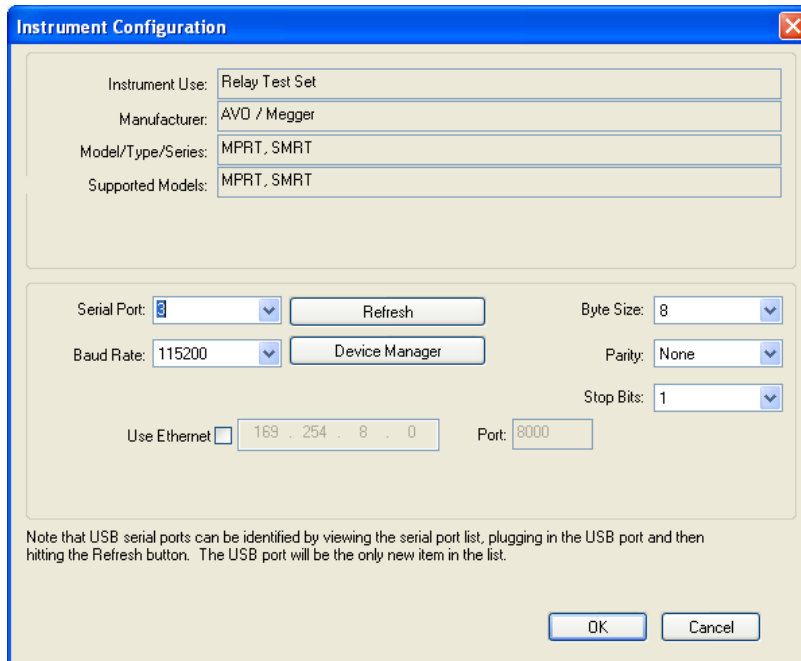 Instrument Configuration
Instrument Use: Relay Test Set
Manufacturer: AVO / Megger
Model/Type/Series: MPRT, SMRT
Supported Models: MPRT, SMRT
Serial Port: 3 Refresh Byte Size: 8
Baud Rate: 115200 Device Manager Parity: None
Stop Bits: 1
Use Ethernet 169 . 254 . 8 . 0 Port: 8000
Note that USB serial ports can be identified by viewing the serial port list, plugging in the USB port and then
hitting the Refresh button. The USB port will be the only new item in the list.
OK Cancel